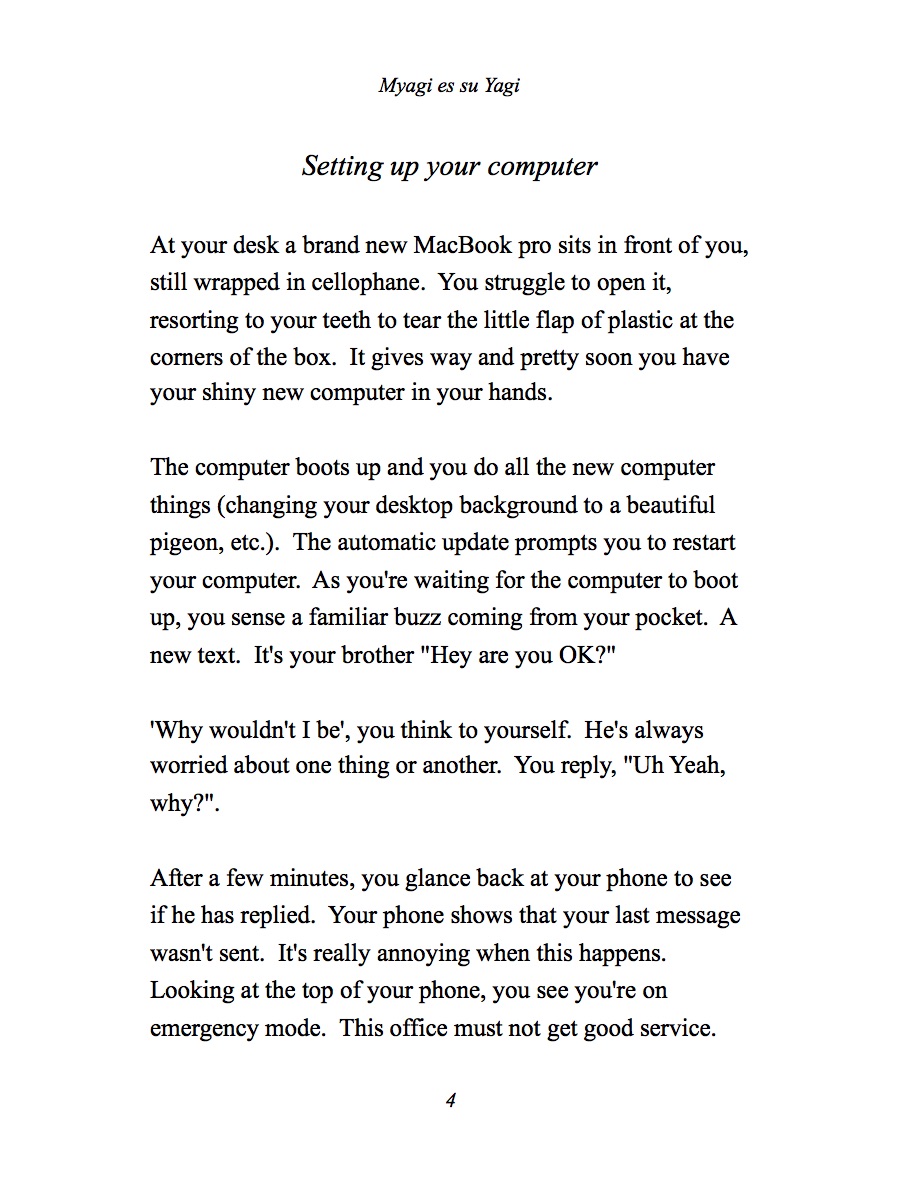 Myagi es su Yagi
Setting up your computer
At your desk a brand new MacBook pro sits in front of you,
still wrapped in cellophane.  You struggle to open it,
resorting to your teeth to tear the little flap of plastic at the
corners of the box.  It gives way and pretty soon you have
your shiny new computer in your hands.
The computer boots up and you do all the new computer
things (changing your desktop background to a beautiful
pigeon, etc.).  The automatic update prompts you to restart
your computer.  As you're waiting for the computer to boot
up, you sense a familiar buzz coming from your pocket.  A
new text.  It's your brother "Hey are you OK?"
'Why wouldn't I be', you think to yourself.  He's always
worried about one thing or another.  You reply, "Uh Yeah,
why?".
After a few minutes, you glance back at your phone to see
if he has replied.  Your phone shows that your last message
wasn't sent.  It's really annoying when this happens.
Looking at the top of your phone, you see you're on
emergency mode.  This office must not get good service.
4